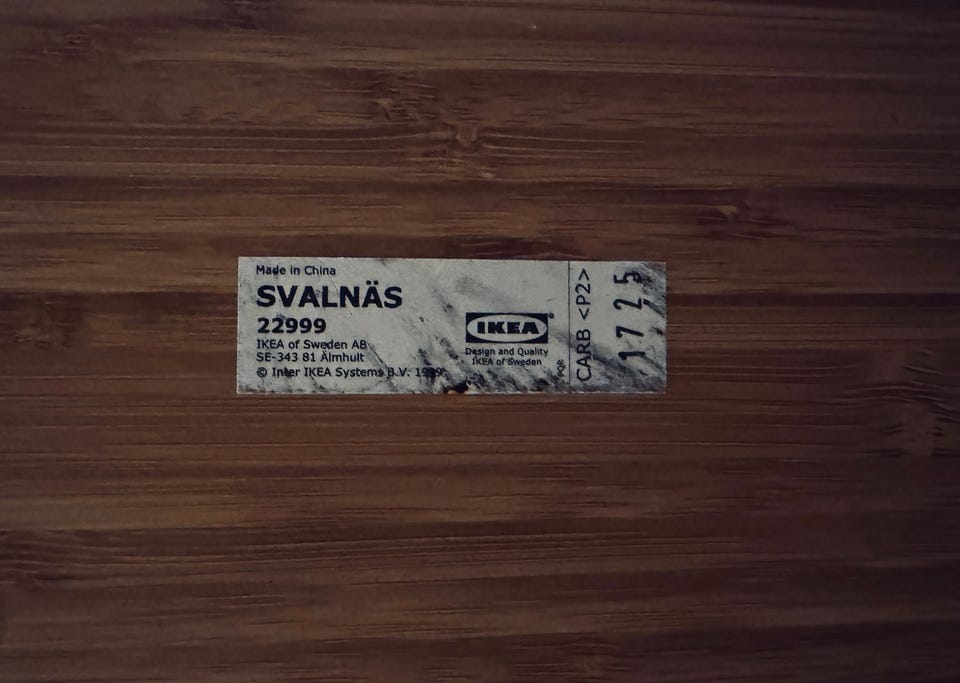 Made in China
SVALNÄS
22999
IKEA of Sweden AB
SE-343 81 Älmhult
© Inter IKEA Systems B.V. 1999
IKEA®
Design and Quality
IKEA of Sweden
PQR
CARB <P2>
1725